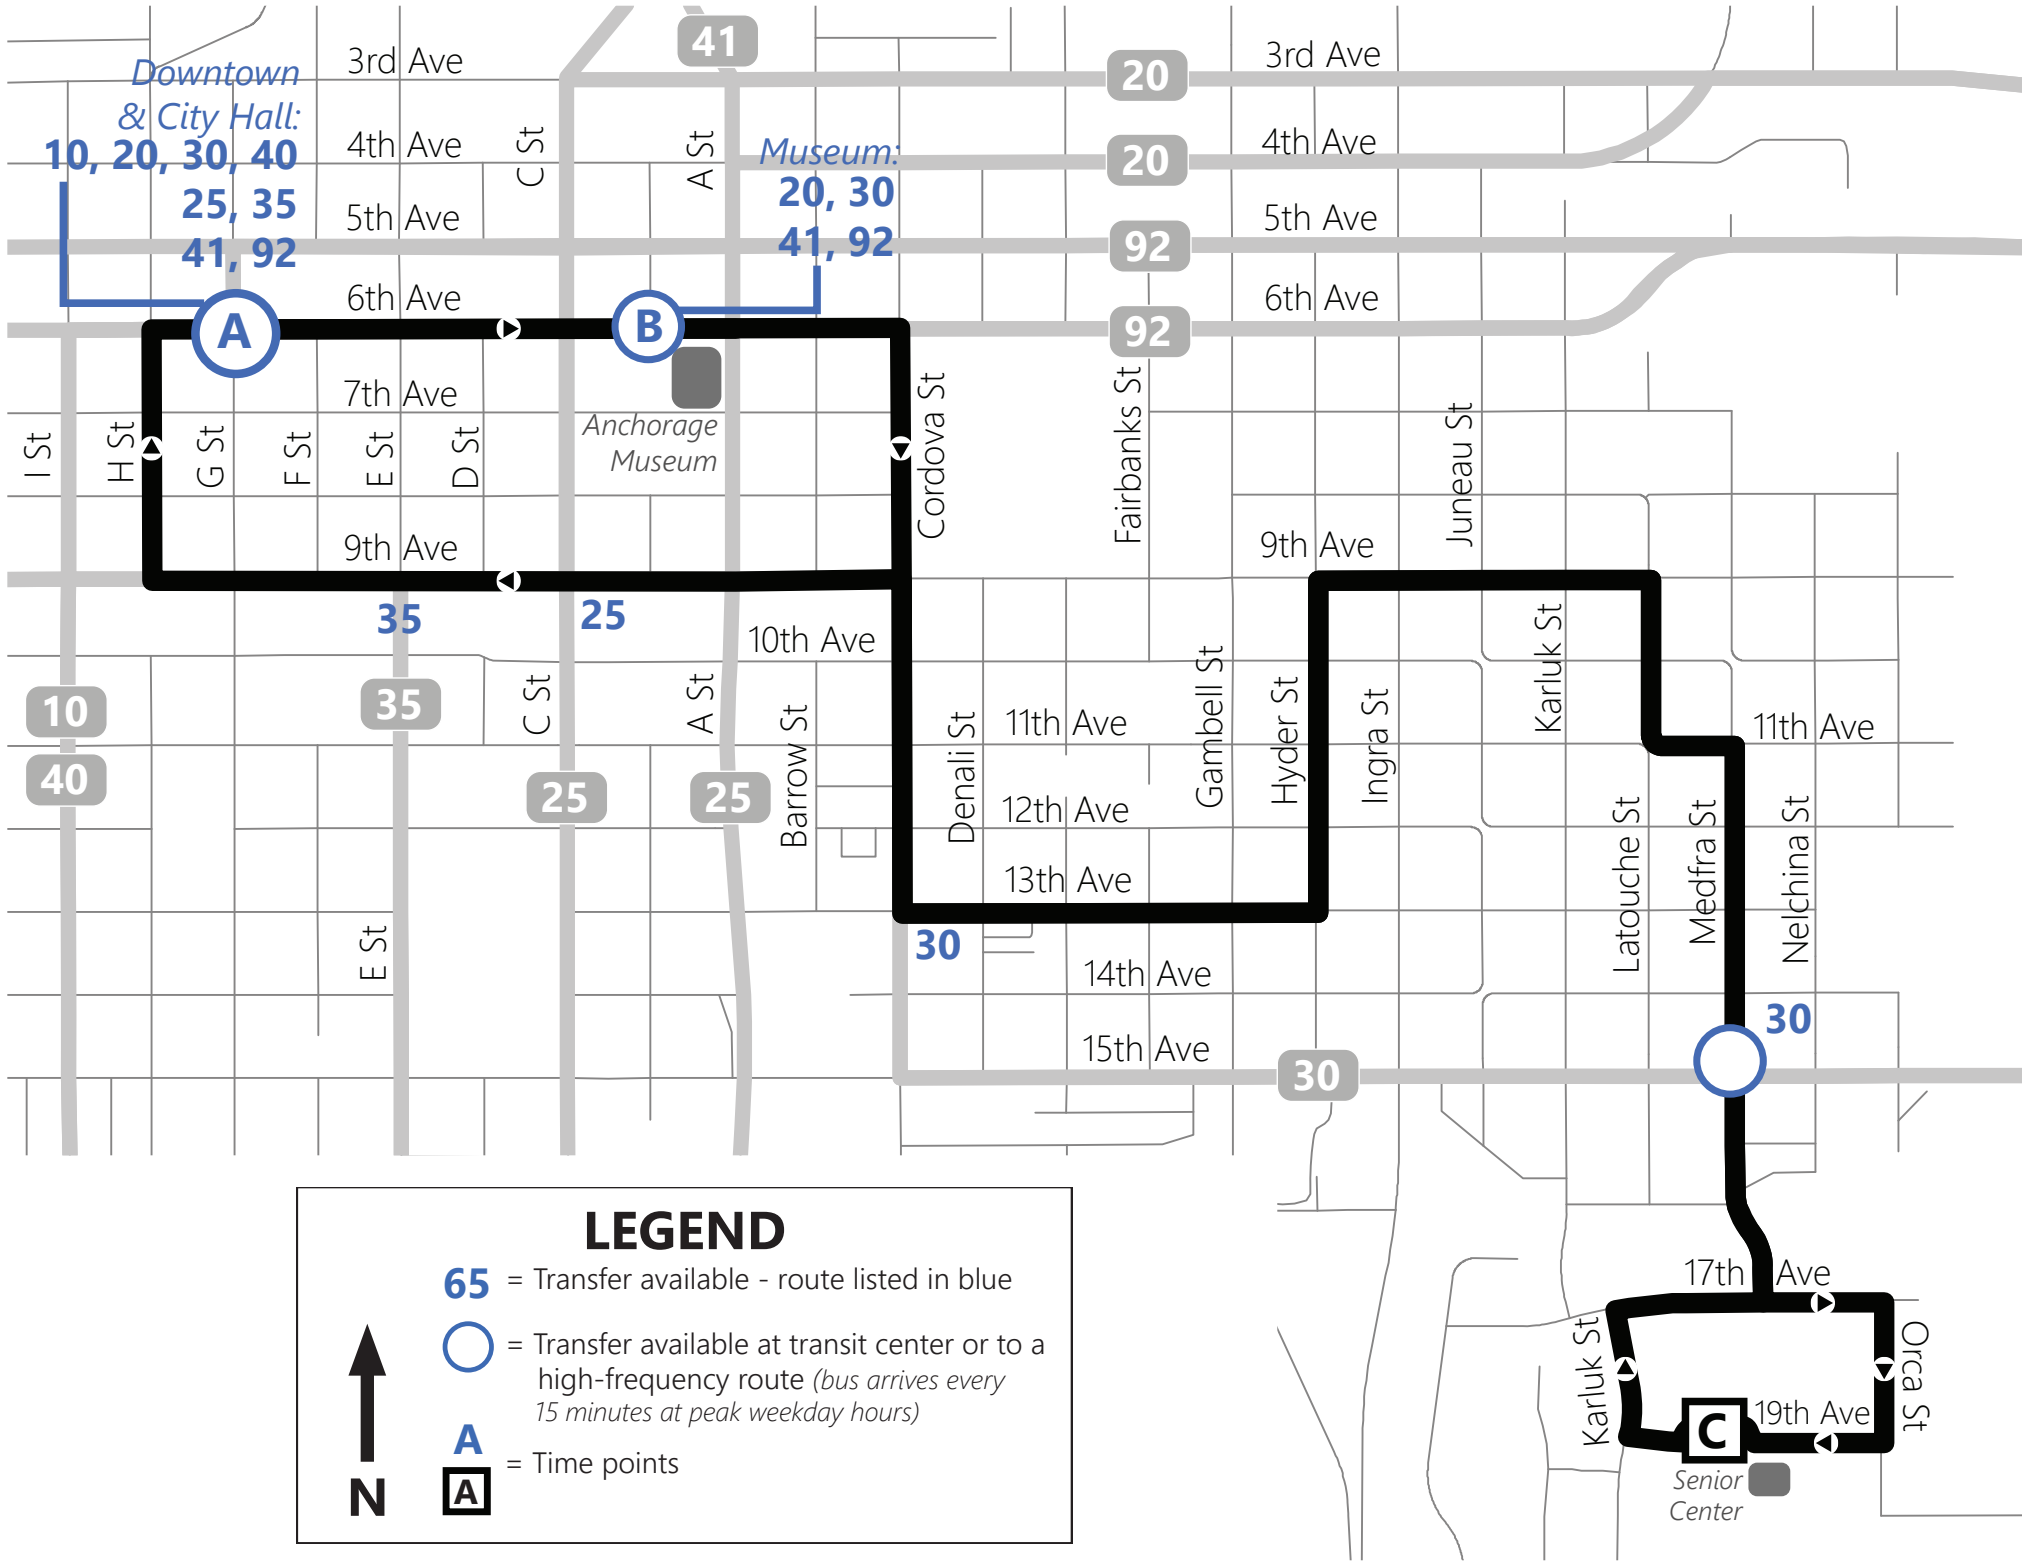 41
3rd Ave
3rd Ave
20
Downtown
& City Hall:
10, 20, 30, 40
25, 35
41, 92
4th Ave
C St
A St
Museum:
20, 30
41, 92
20
4th Ave
5th Ave
92
5th Ave
6th Ave
6th Ave
A
B
92
7th Ave
Anchorage
Museum
I St
H St
G St
F St
E St
D St
Cordova St
Fairbanks St
Juneau St
9th Ave
9th Ave
35
25
10th Ave
10
40
35
C St
A St
25
25
Barrow St
Denali St
11th Ave
12th Ave
13th Ave
Gambell St
Hyder St
Ingra St
Karluk St
11th Ave
Latouche St
Medfra St
Nelchina St
E St
30
14th Ave
15th Ave
30
30
LEGEND
65 = Transfer available - route listed in blue
= Transfer available at transit center or to a
high-frequency route (bus arrives every
15 minutes at peak weekday hours)
A
= Time points
A
N
17th Ave
Karluk St
Orca St
19th Ave
C
Senior
Center